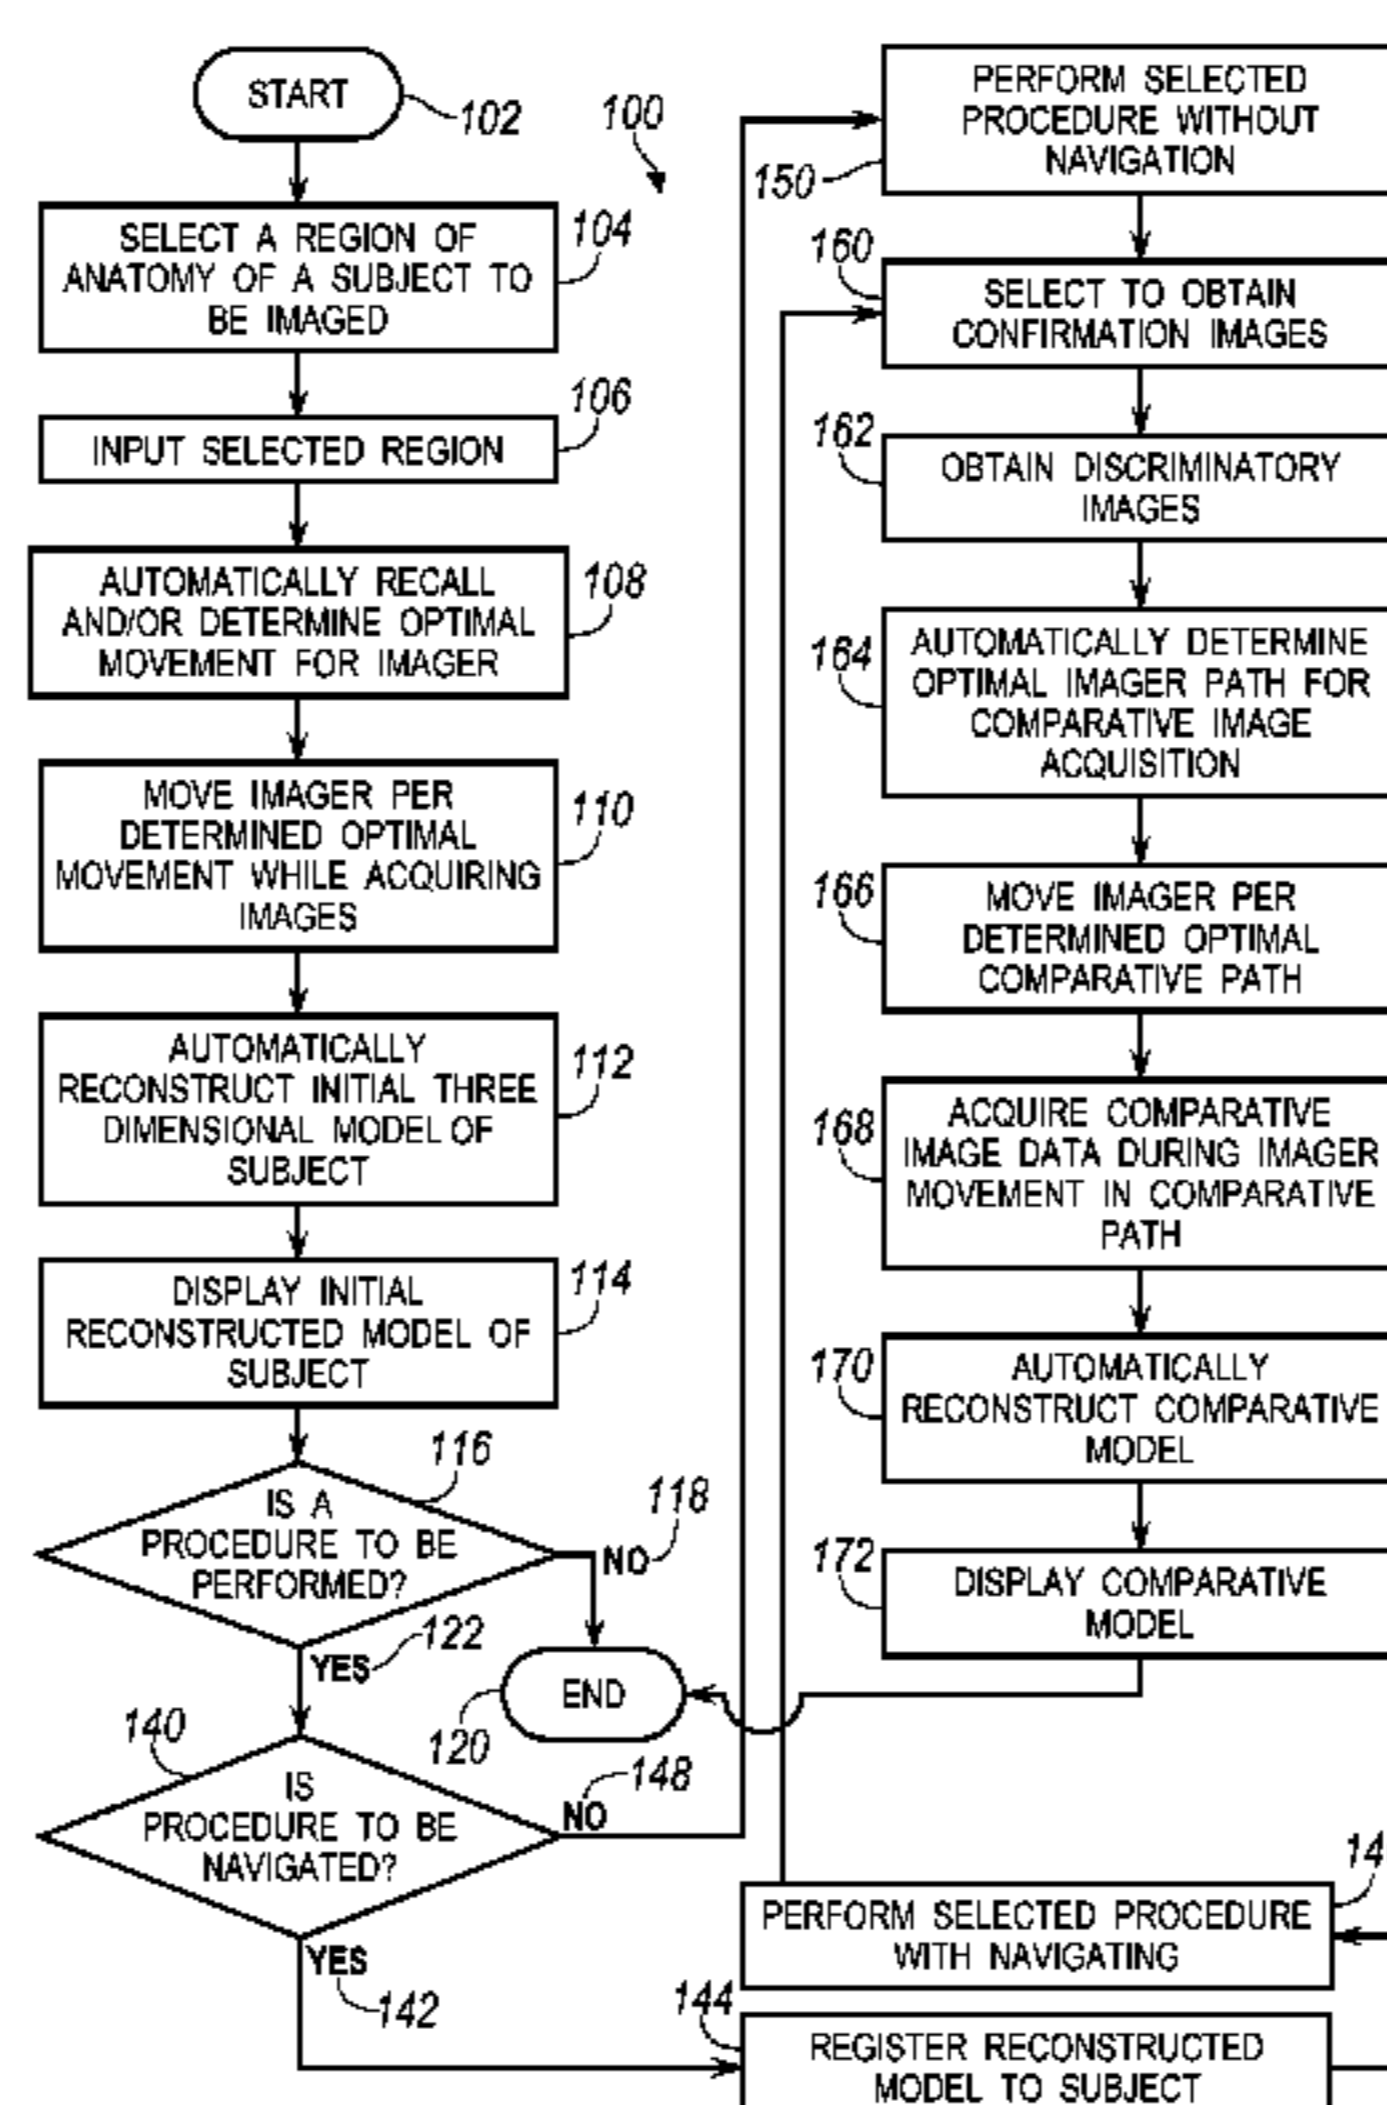 START
102
100
SELECT A REGION OF
ANATOMY OF A SUBJECT TO
BE IMAGED
104
INPUT SELECTED REGION
106
AUTOMATICALLY RECALL
AND/OR DETERMINE OPTIMAL
MOVEMENT FOR IMAGER
108
MOVE IMAGER PER
DETERMINED OPTIMAL
MOVEMENT WHILE ACQUIRING
IMAGES
110
AUTOMATICALLY
RECONSTRUCT INITIAL THREE
DIMENSIONAL MODEL OF
SUBJECT
112
DISPLAY INITIAL
RECONSTRUCTED MODEL OF
SUBJECT
114
116
IS A
PROCEDURE TO BE
PERFORMED?
118
NO
YES
122
END
120
140
IS
PROCEDURE TO BE
NAVIGATED?
148
NO
YES
142
PERFORM SELECTED
PROCEDURE WITHOUT
NAVIGATION
150
160
SELECT TO OBTAIN
CONFIRMATION IMAGES
162
OBTAIN DISCRIMINATORY
IMAGES
164
AUTOMATICALLY DETERMINE
OPTIMAL IMAGER PATH FOR
COMPARATIVE IMAGE
ACQUISITION
166
MOVE IMAGER PER
DETERMINED OPTIMAL
COMPARATIVE PATH
168
ACQUIRE COMPARATIVE
IMAGE DATA DURING IMAGER
MOVEMENT IN COMPARATIVE
PATH
170
AUTOMATICALLY
RECONSTRUCT COMPARATIVE
MODEL
172
DISPLAY COMPARATIVE
MODEL
PERFORM SELECTED PROCEDURE
WITH NAVIGATING
144
REGISTER RECONSTRUCTED
MODEL TO SUBJECT